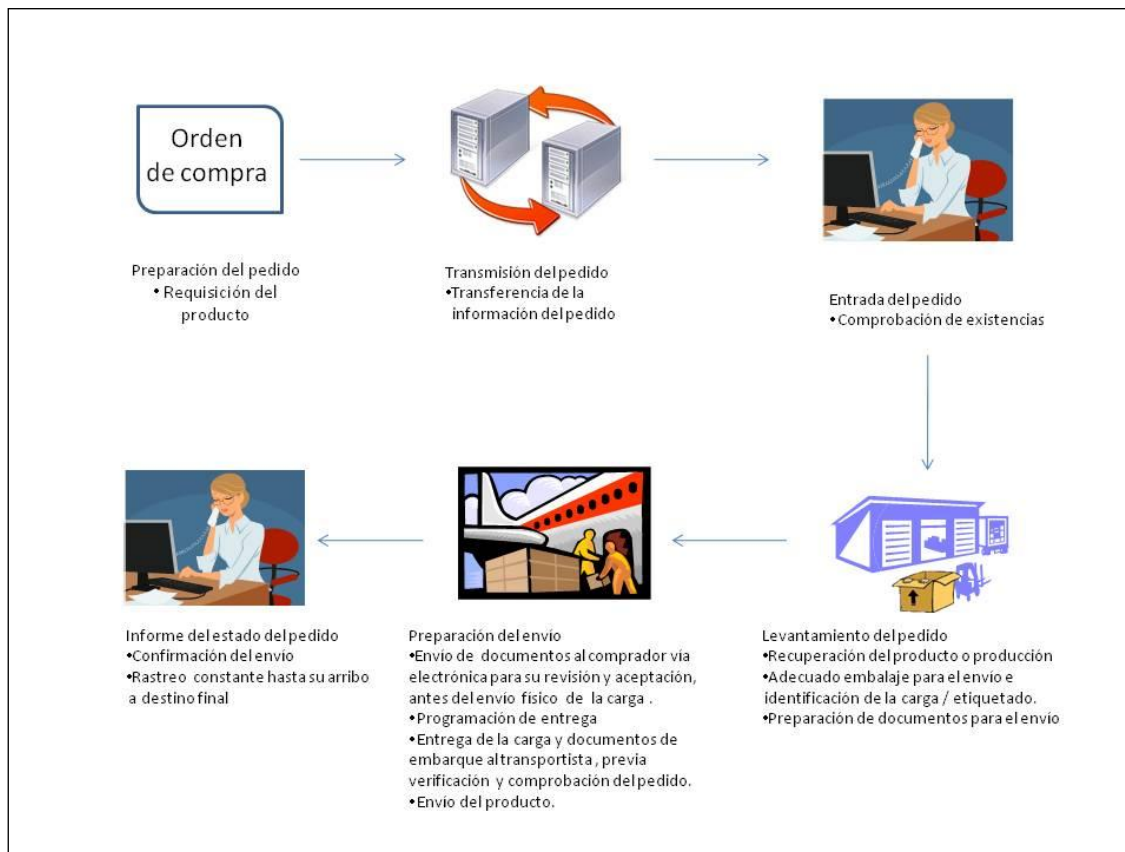 Orden
de compra
Preparación del pedido
• Requisición del
producto
Transmisión del pedido
•Transferencia de la
información del pedido
Entrada del pedido
• Comprobación de existencias
Informe del estado del pedido
•Confirmación del envío
•Rastreo constante hasta su arribo
a destino final
Preparación del envío
•Envío de documentos al comprador vía
electrónica para su revisión y aceptación,
antes del envío físico de la carga .
•Programación de entrega
•Entrega de la carga y documentos de
embarque al transportista , previa
verificación y comprobación del pedido.
•Envío del producto.
Levantamiento del pedido
•Recuperación del producto o producción
•Adecuado embalaje para el envío e
identificación de la carga / etiquetado.
•Preparación de documentos para el envío